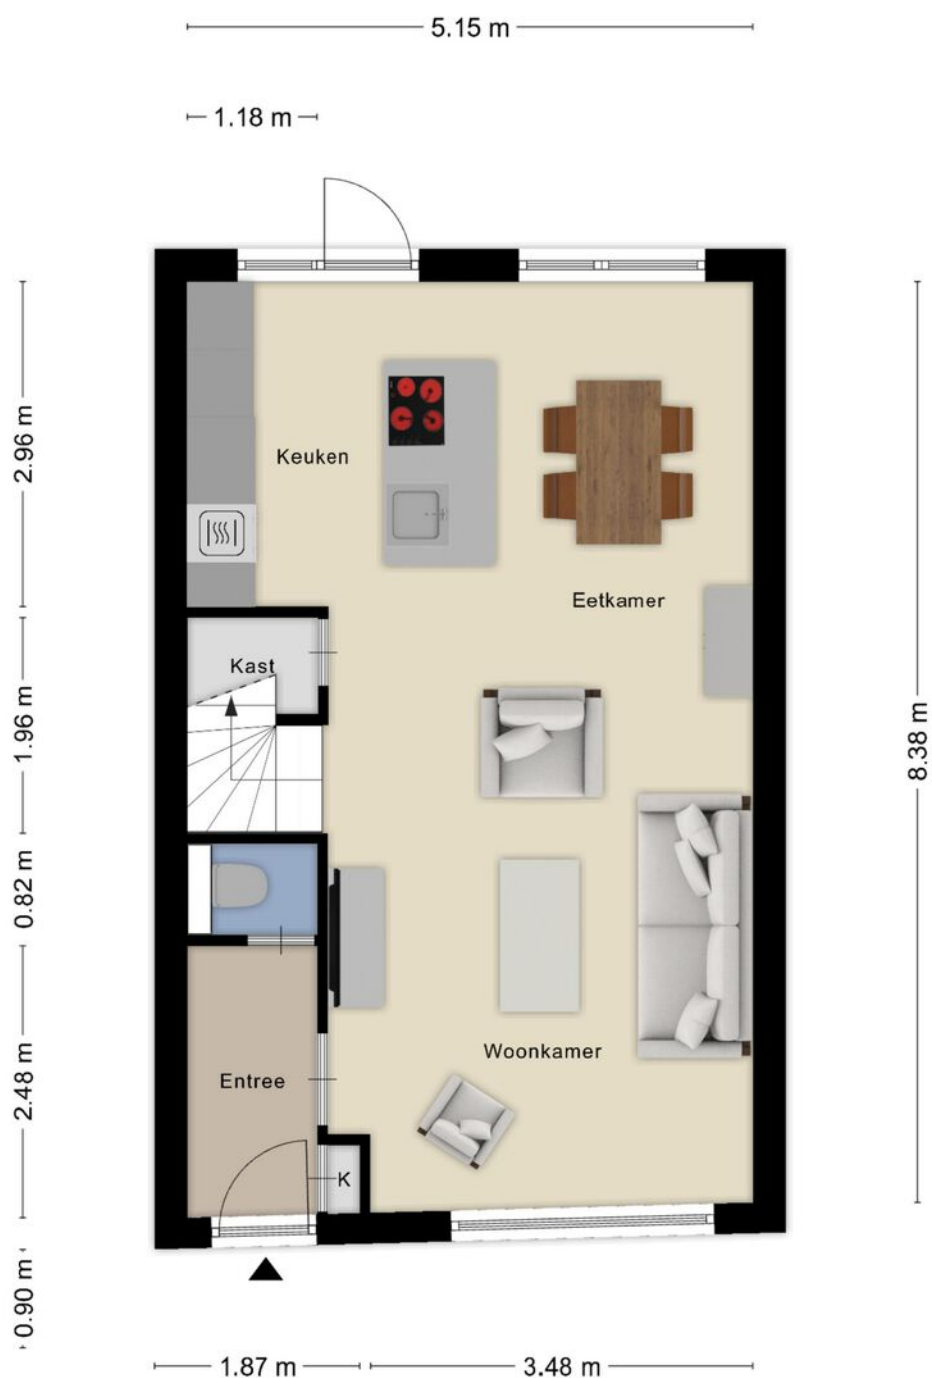 5.15 m
1.18 m
2.96 m
Keuken
Eetkamer
Kast
1.96 m
8.38 m
0.82 m
Woonkamer
2.48 m
Entree
K
0.90 m
1.87 m
3.48 m